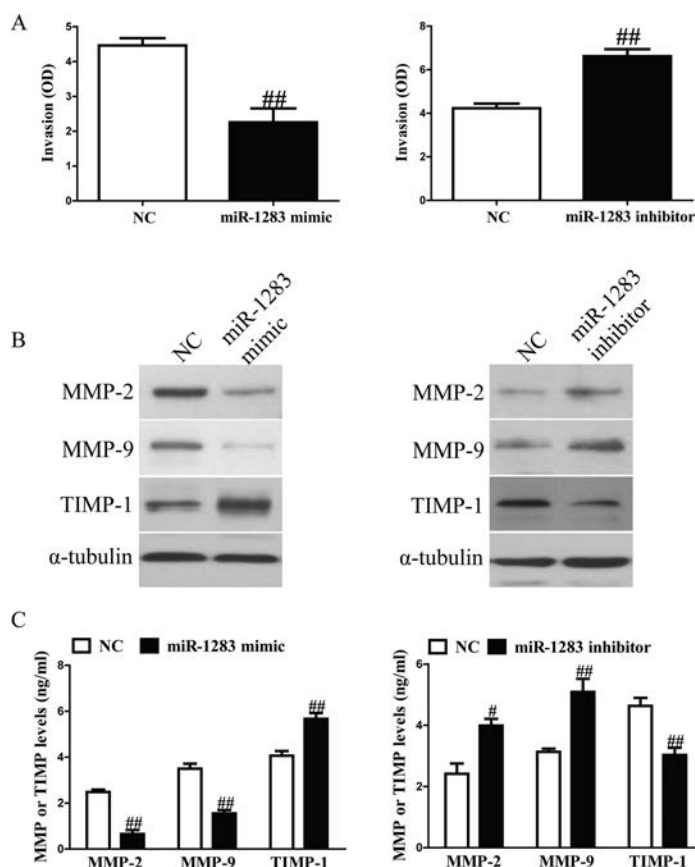 A
Invasion (OD)
5
4
3
2
1
0
##
NC
miR-1283 mimic
Invasion (OD)
8
6
4
2
0
##
NC
miR-1283 inhibitor
B
NC
miR-1283
mimic
MMP-2
MMP-9
TIMP-1
α-tubulin
NC
miR-1283
inhibitor
MMP-2
MMP-9
TIMP-1
α-tubulin
C
NC miR-1283 mimic
MMP or TIMP levels (ng/ml)
8
6
4
2
0
##
##
##
MMP-2 MMP-9 TIMP-1
NC miR-1283 inhibitor
MMP or TIMP levels (ng/ml)
6
4
2
0
#
##
##
MMP-2 MMP-9 TIMP-1